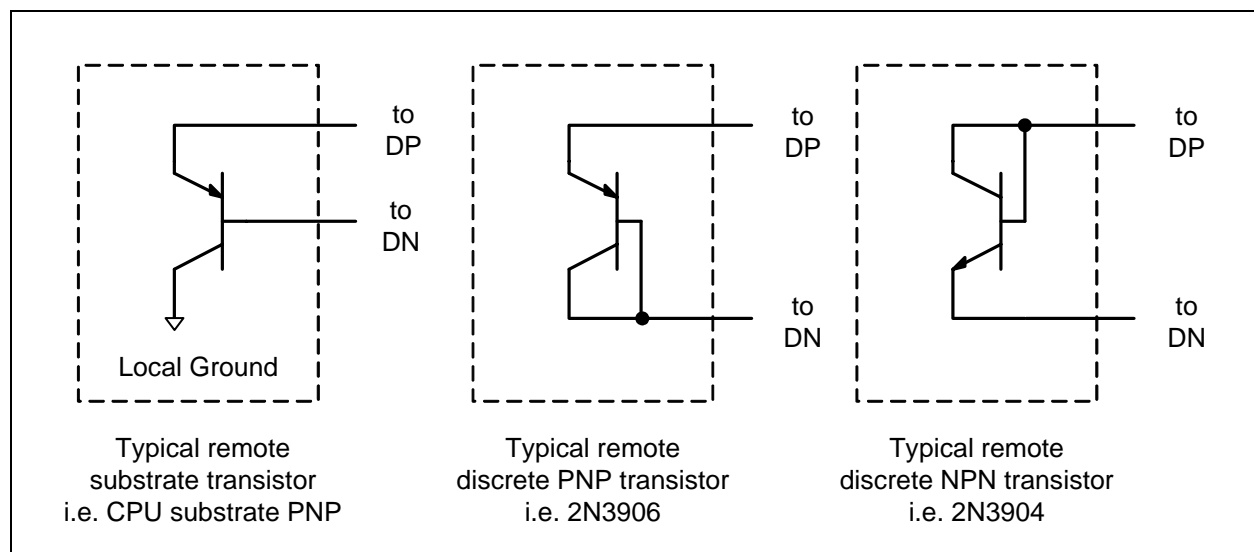 to
DP
to
DN
Local Ground
Typical remote
substrate transistor
i.e. CPU substrate PNP
to
DP
to
DN
Typical remote
discrete PNP transistor
i.e. 2N3906
to
DP
to
DN
Typical remote
discrete NPN transistor
i.e. 2N3904